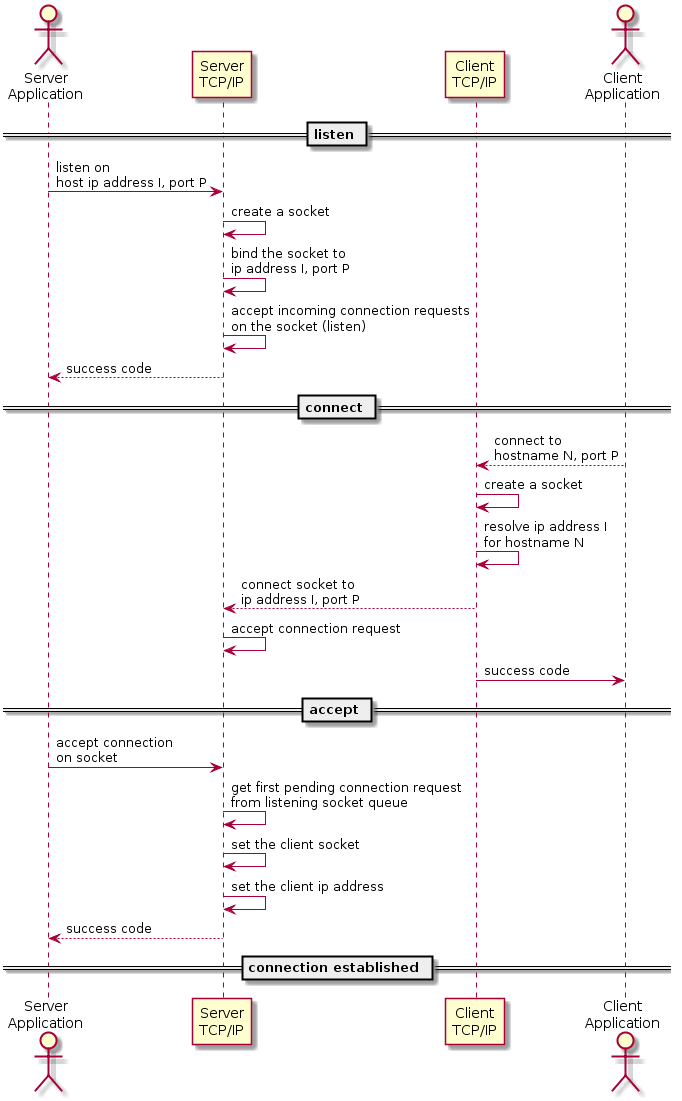 Server
Application
Server
TCP/IP
Client
TCP/IP
Client
Application
listen
listen on
host ip address I, port P
create a socket
bind the socket to
ip address I, port P
accept incoming connection requests
on the socket (listen)
success code
connect
connect to
hostname N, port P
create a socket
resolve ip address I
for hostname N
connect socket to
ip address I, port P
accept connection request
success code
accept
accept connection
on socket
get first pending connection request
from listening socket queue
set the client socket
set the client ip address
success code
connection established
Server
Application
Server
TCP/IP
Client
TCP/IP
Client
Application